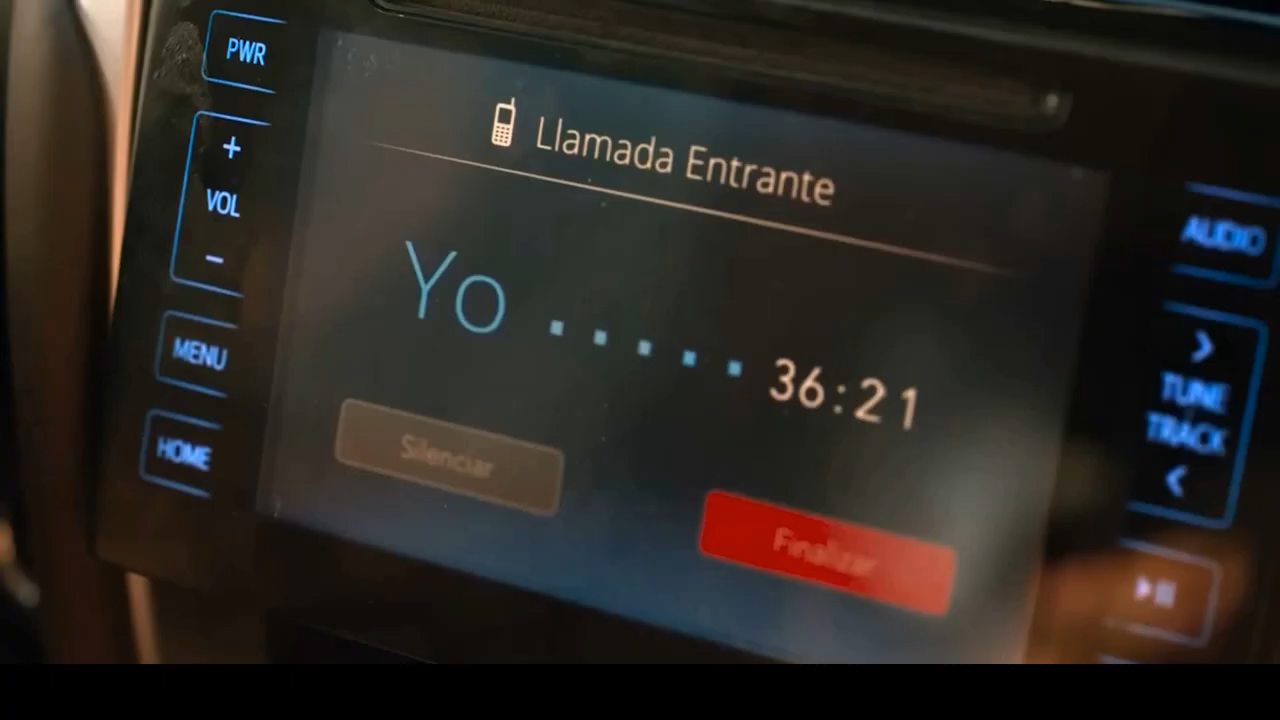 PWR
+
VOL
−
MENU
HOME
Llamada Entrante
Yo ..... 36:21
Silenciar
Finalizar
AUDIO
TUNE
TRACK